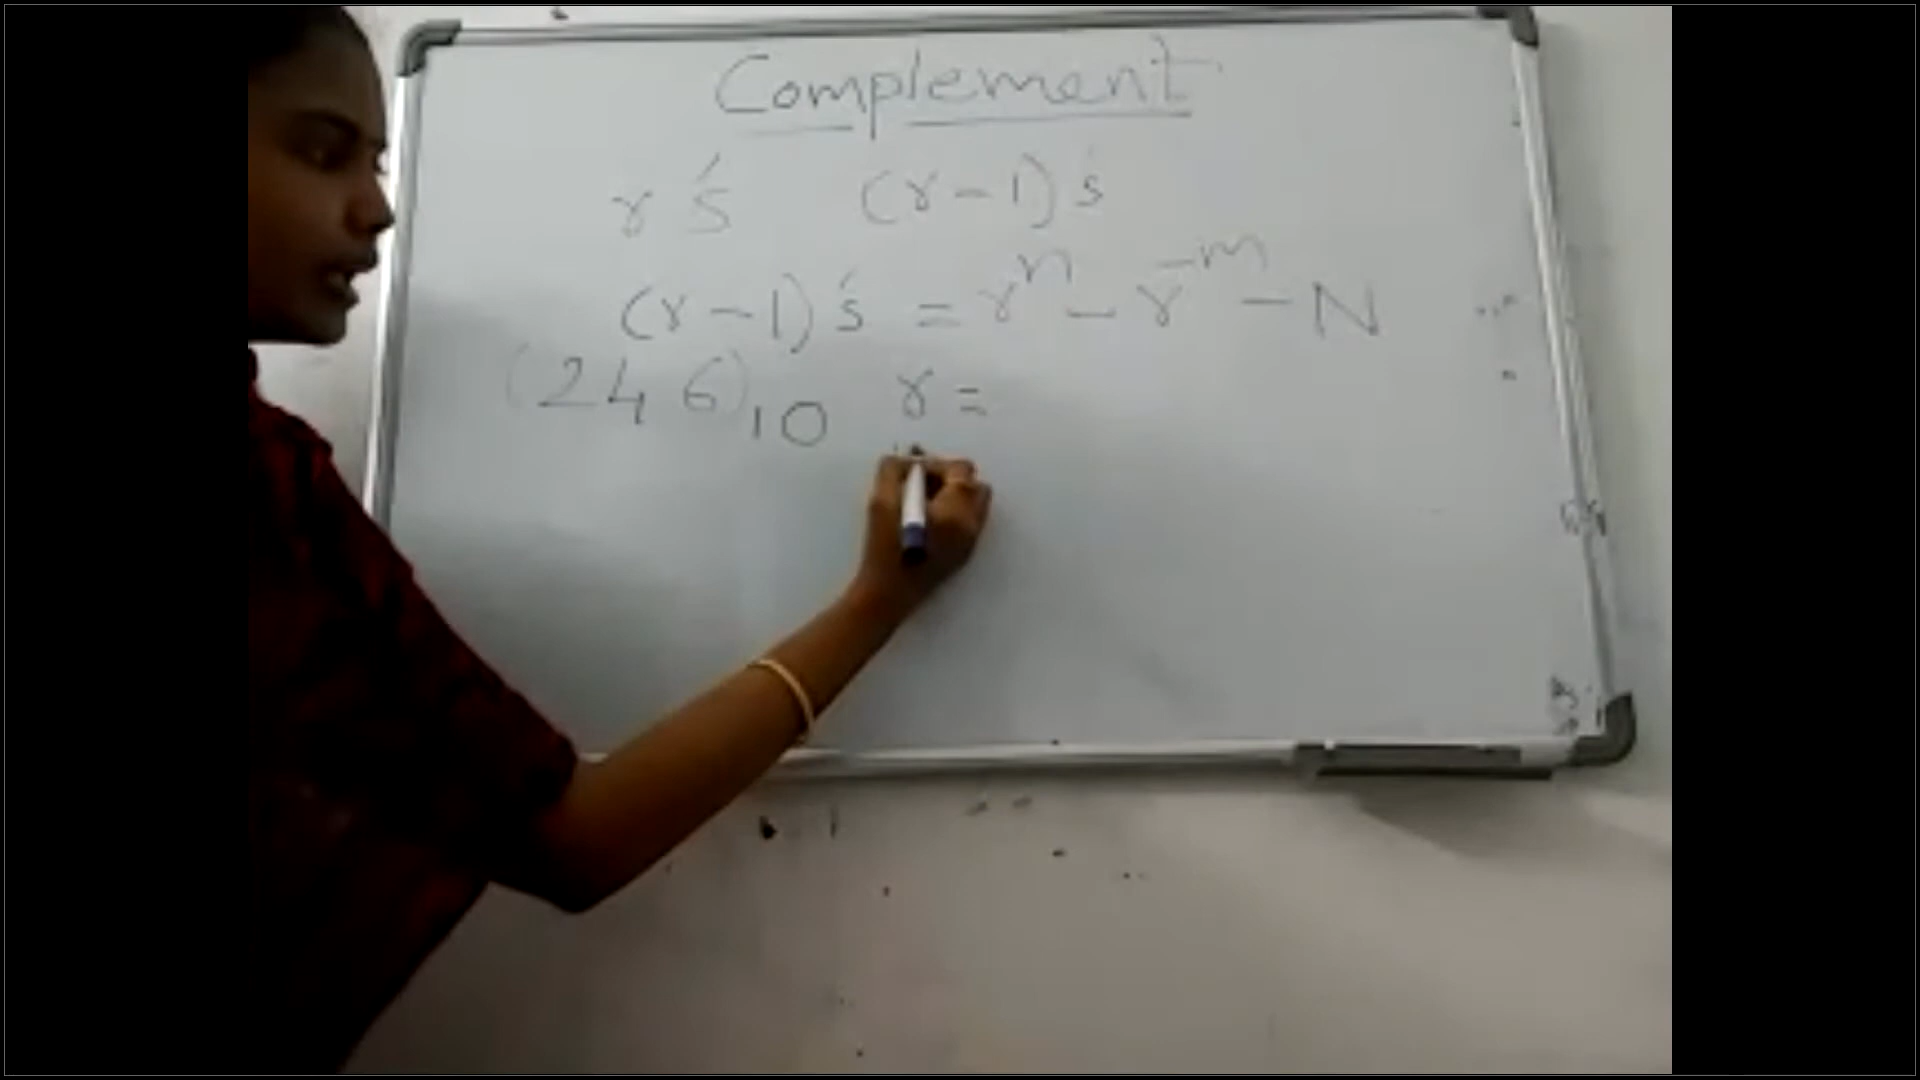 Complement
r's (r-1)'s
(r-1)'s = r^n - r^-m - N
(246)10 r =